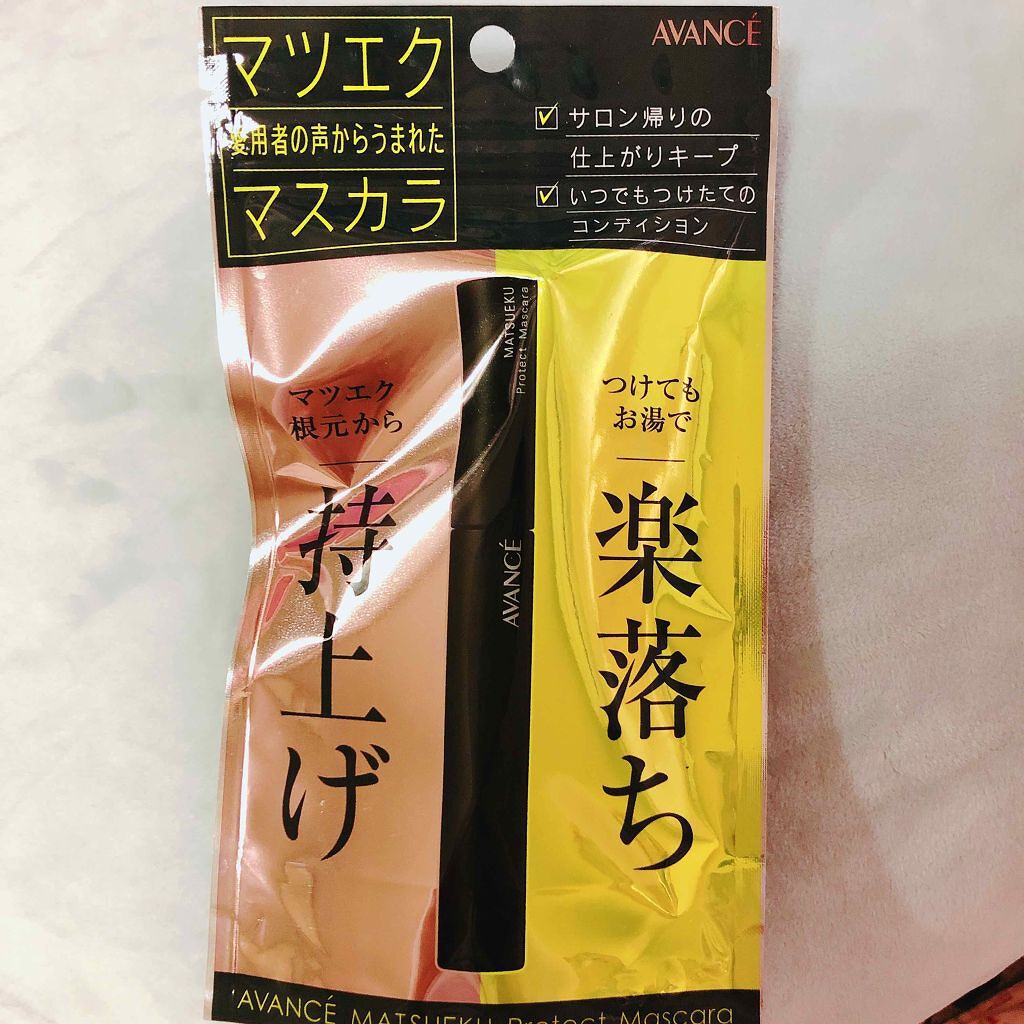 マツエク
愛用者の声からうまれた
マスカラ
AVANCÉ
サロン帰りの
仕上がりキープ
いつでもつけたての
コンディション
マツエク
根元から
持上げ
つけても
お湯で
楽落ち
MATSUEKU
Protect Mascara
AVANCÉ
AVANCÉ MATSUEKU Protect Mascara